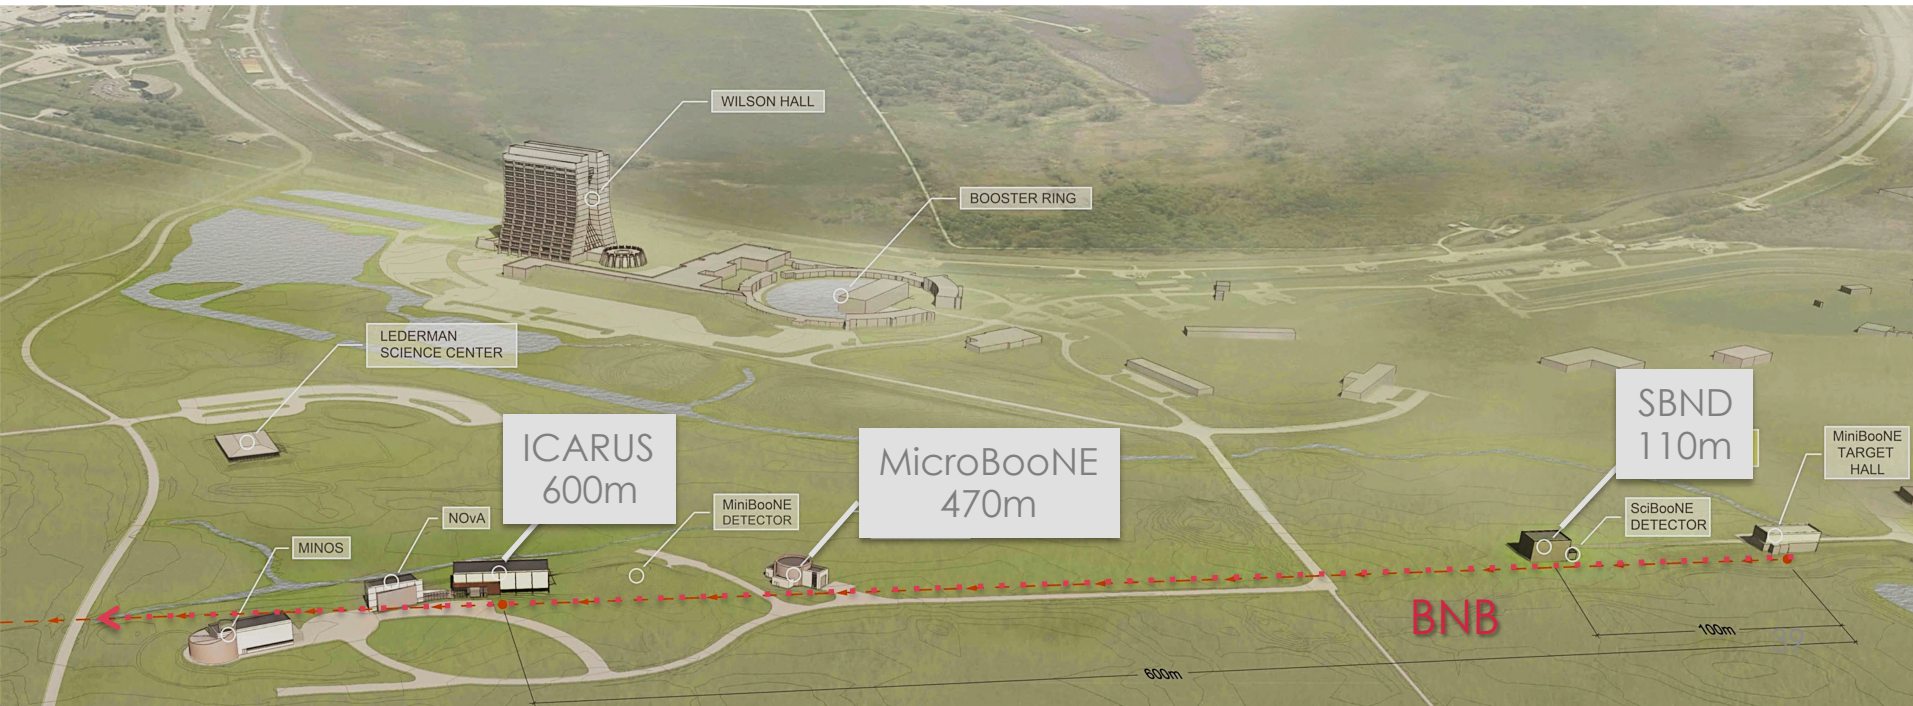 WILSON HALL
BOOSTER RING
LEDERMAN
SCIENCE CENTER
SBND
110m
ICARUS
600m
MicroBooNE
470m
MiniBooNE
TARGET
HALL
MiniBooNE
DETECTOR
SciBooNE
DETECTOR
NOvA
MINOS
BNB
100m
39
600m